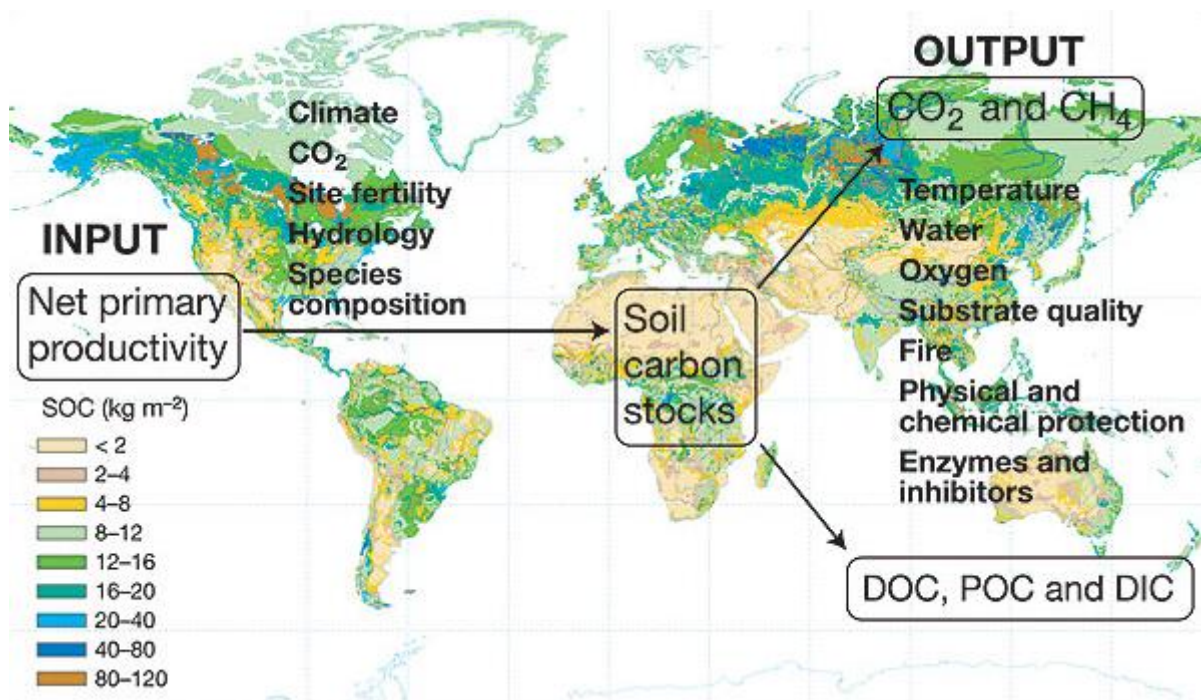 INPUT
Net primary
productivity
Climate
CO₂
Site fertility
Hydrology
Species
composition
Soil
carbon
stocks
OUTPUT
CO₂ and CH₄
Temperature
Water
Oxygen
Substrate quality
Fire
Physical and
chemical protection
Enzymes and
inhibitors
DOC, POC and DIC
SOC (kg m⁻²)
< 2
2–4
4–8
8–12
12–16
16–20
20–40
40–80
80–120